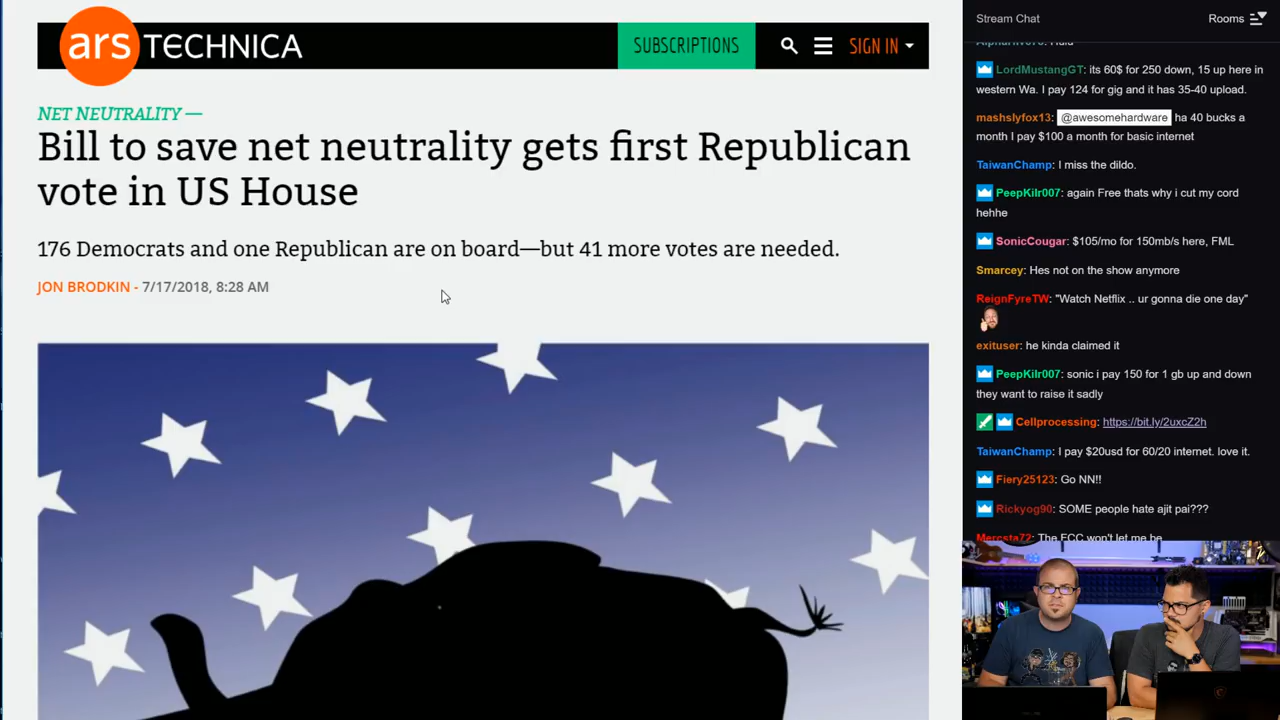 ars TECHNICA
SUBSCRIPTIONS
SIGN IN
NET NEUTRALITY —
Bill to save net neutrality gets first Republican
vote in US House
176 Democrats and one Republican are on board—but 41 more votes are needed.
JON BRODKIN - 7/17/2018, 8:28 AM
Stream Chat
Rooms
LordMustangGT: its 60$ for 250 down, 15 up here in
western Wa. I pay 124 for gig and it has 35-40 upload.
mashslyfox13: @awesomehardware ha 40 bucks a
month I pay $100 a month for basic internet
TaiwanChamp: I miss the dildo.
PeepKilr007: again Free thats why i cut my cord
hehhe
SonicCougar: $105/mo for 150mb/s here, FML
Smarcey: Hes not on the show anymore
ReignFyreTW: "Watch Netflix .. ur gonna die one day"
exituser: he kinda claimed it
PeepKilr007: sonic i pay 150 for 1 gb up and down
they want to raise it sadly
Cellprocessing: https://bit.ly/2uxcZ2h
TaiwanChamp: I pay $20usd for 60/20 internet. love it.
Fiery25123: Go NN!!
Rickyog90: SOME people hate ajit pai???
Mercsta72: The FCC won't let me be